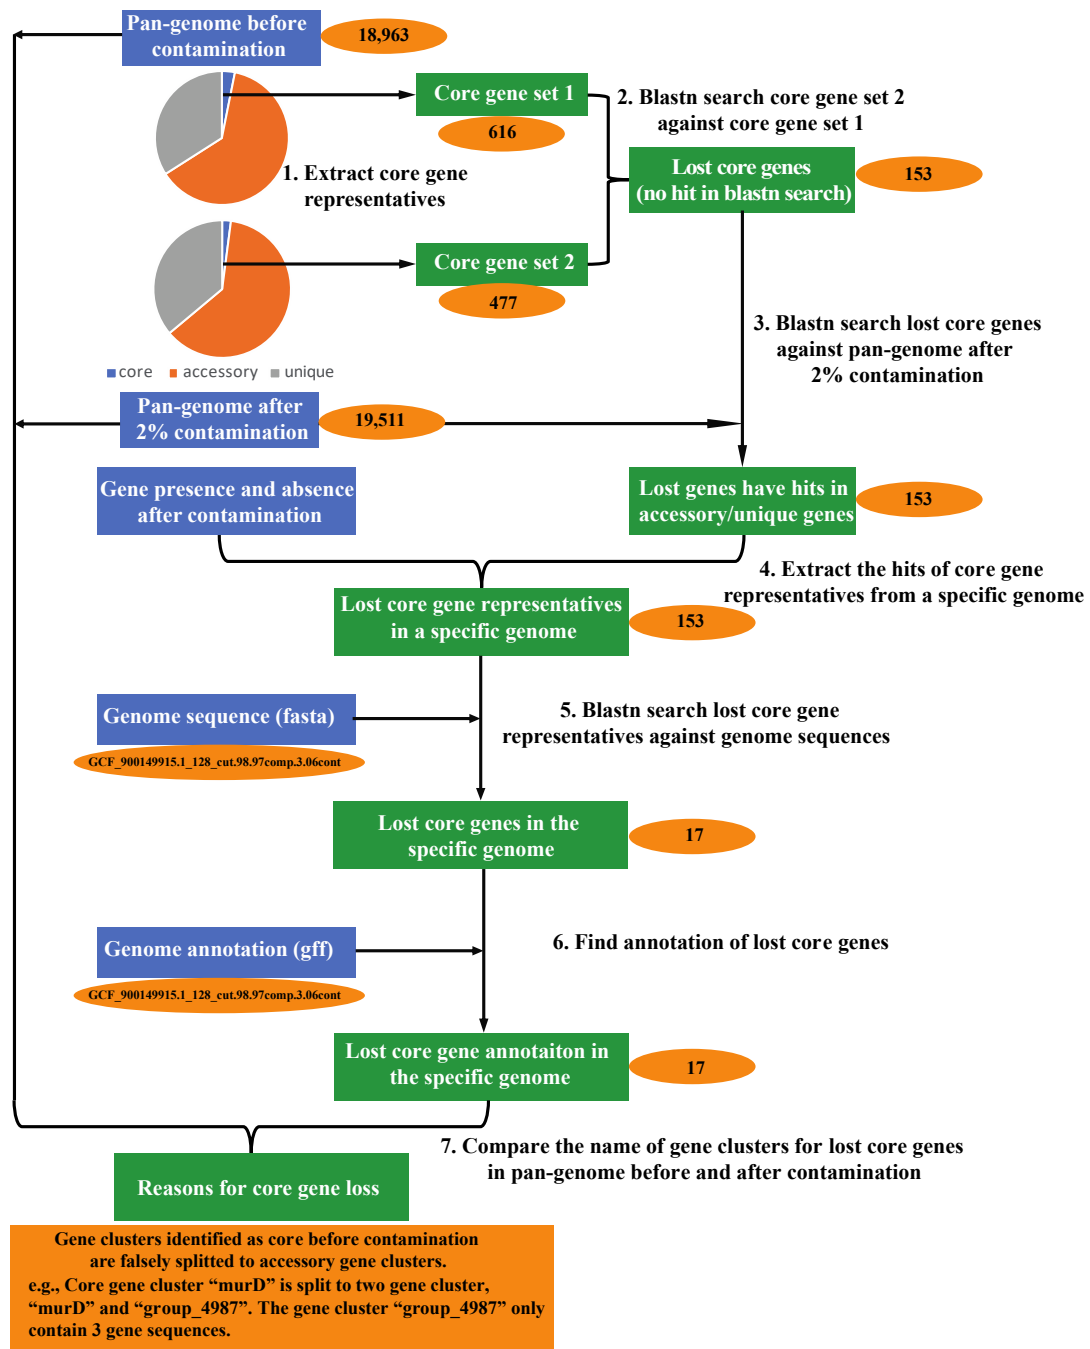 Pan-genome before
contamination
18,963
Core gene set 1
616
2. Blastn search core gene set 2
against core gene set 1
1. Extract core gene
representatives
Lost core genes
(no hit in blastn search)
153
Core gene set 2
477
3. Blastn search lost core genes
against pan-genome after
2% contamination
core accessory unique
Pan-genome after
2% contamination
19,511
Gene presence and absence
after contamination
Lost genes have hits in
accessory/unique genes
153
4. Extract the hits of core gene
representatives from a specific genome
Lost core gene representatives
in a specific genome
153
Genome sequence (fasta)
GCF_900149915.1_128_cut.98.97comp.3.06cont
5. Blastn search lost core gene
representatives against genome sequences
Lost core genes in the
specific genome
17
Genome annotation (gff)
GCF_900149915.1_128_cut.98.97comp.3.06cont
6. Find annotation of lost core genes
Lost core gene annotaiton in
the specific genome
17
7. Compare the name of gene clusters for lost core genes
in pan-genome before and after contamination
Reasons for core gene loss
Gene clusters identified as core before contamination
are falsely splitted to accessory gene clusters.
e.g., Core gene cluster “murD” is split to two gene cluster,
“murD” and “group_4987”. The gene cluster “group_4987” only
contain 3 gene sequences.